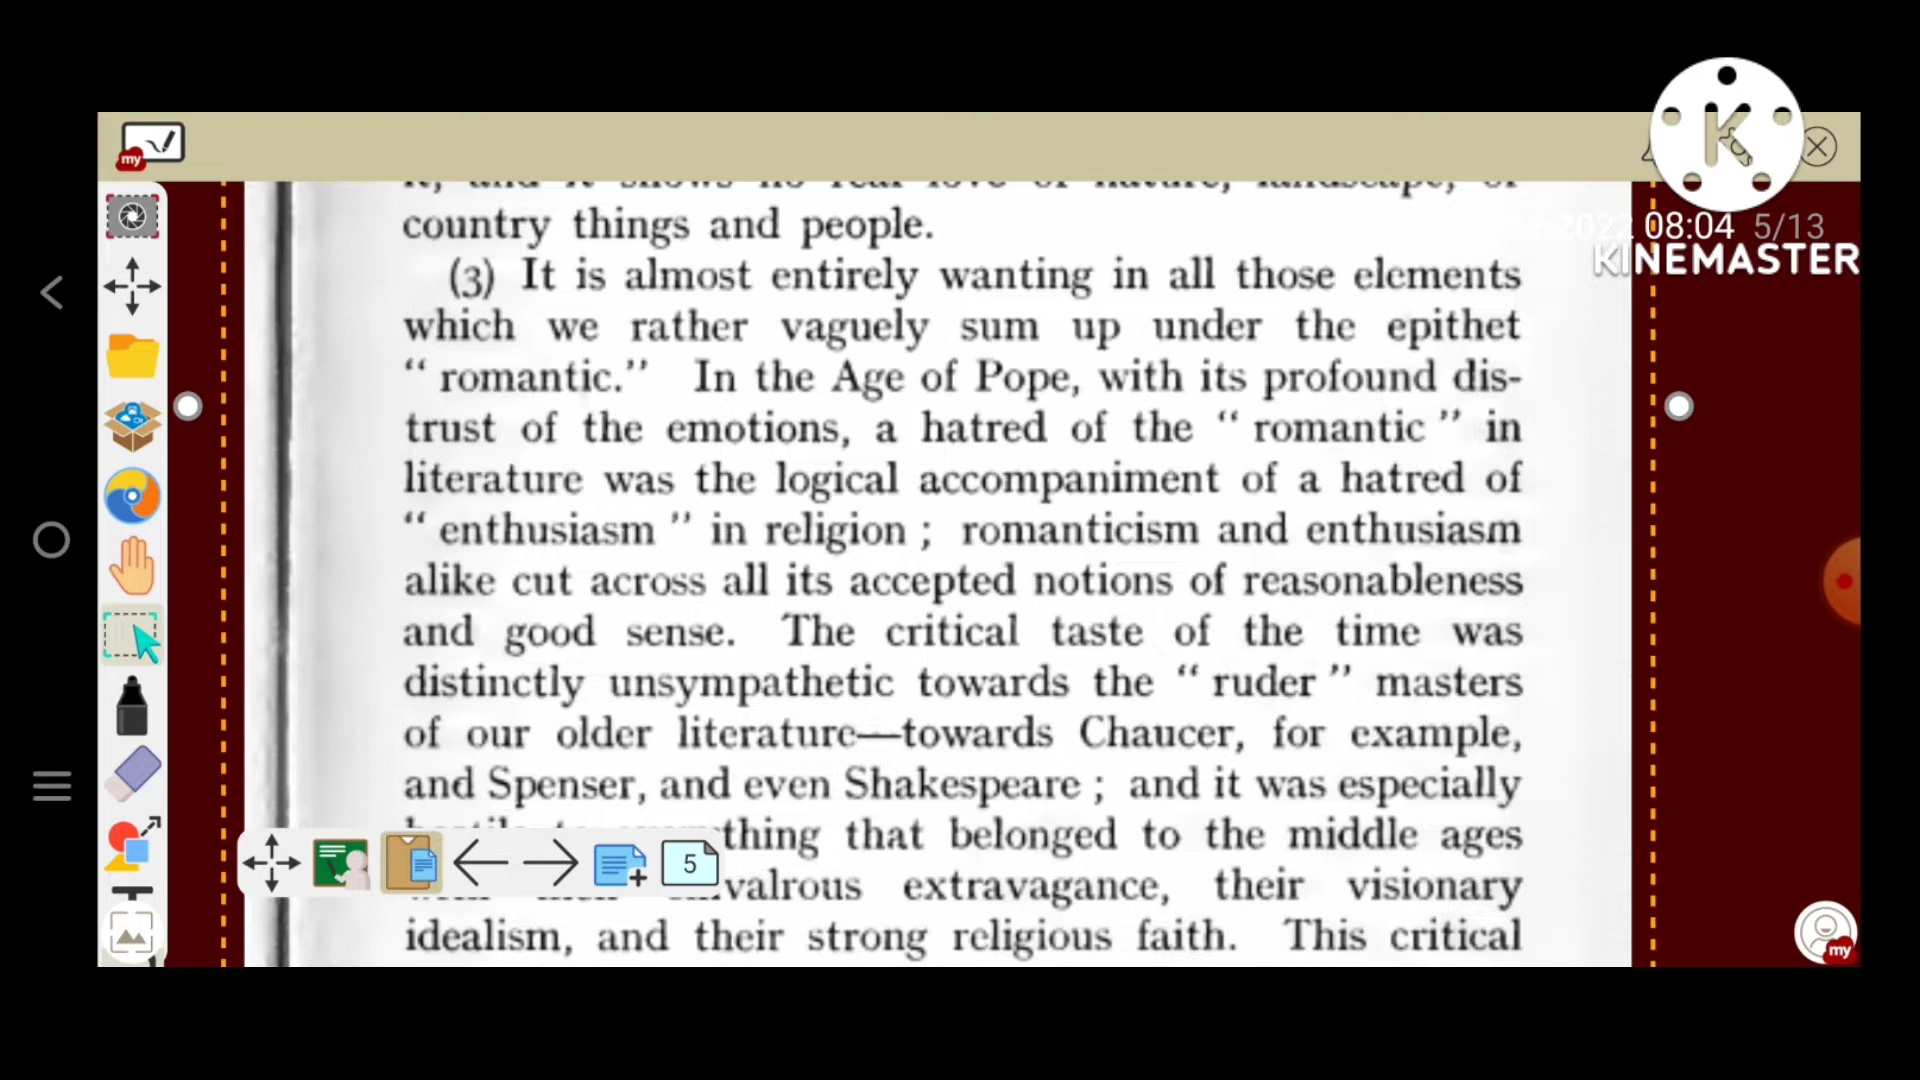 country things and people.
(3) It is almost entirely wanting in all those elements
which we rather vaguely sum up under the epithet
“romantic.” In the Age of Pope, with its profound dis-
trust of the emotions, a hatred of the “romantic” in
literature was the logical accompaniment of a hatred of
“enthusiasm” in religion; romanticism and enthusiasm
alike cut across all its accepted notions of reasonableness
and good sense. The critical taste of the time was
distinctly unsympathetic towards the “ruder” masters
of our older literature—towards Chaucer, for example,
and Spenser, and even Shakespeare; and it was especially
thing that belonged to the middle ages
valrous extravagance, their visionary
idealism, and their strong religious faith. This critical
my
K
2022 08:04 5/13
KINEMASTER
5
my